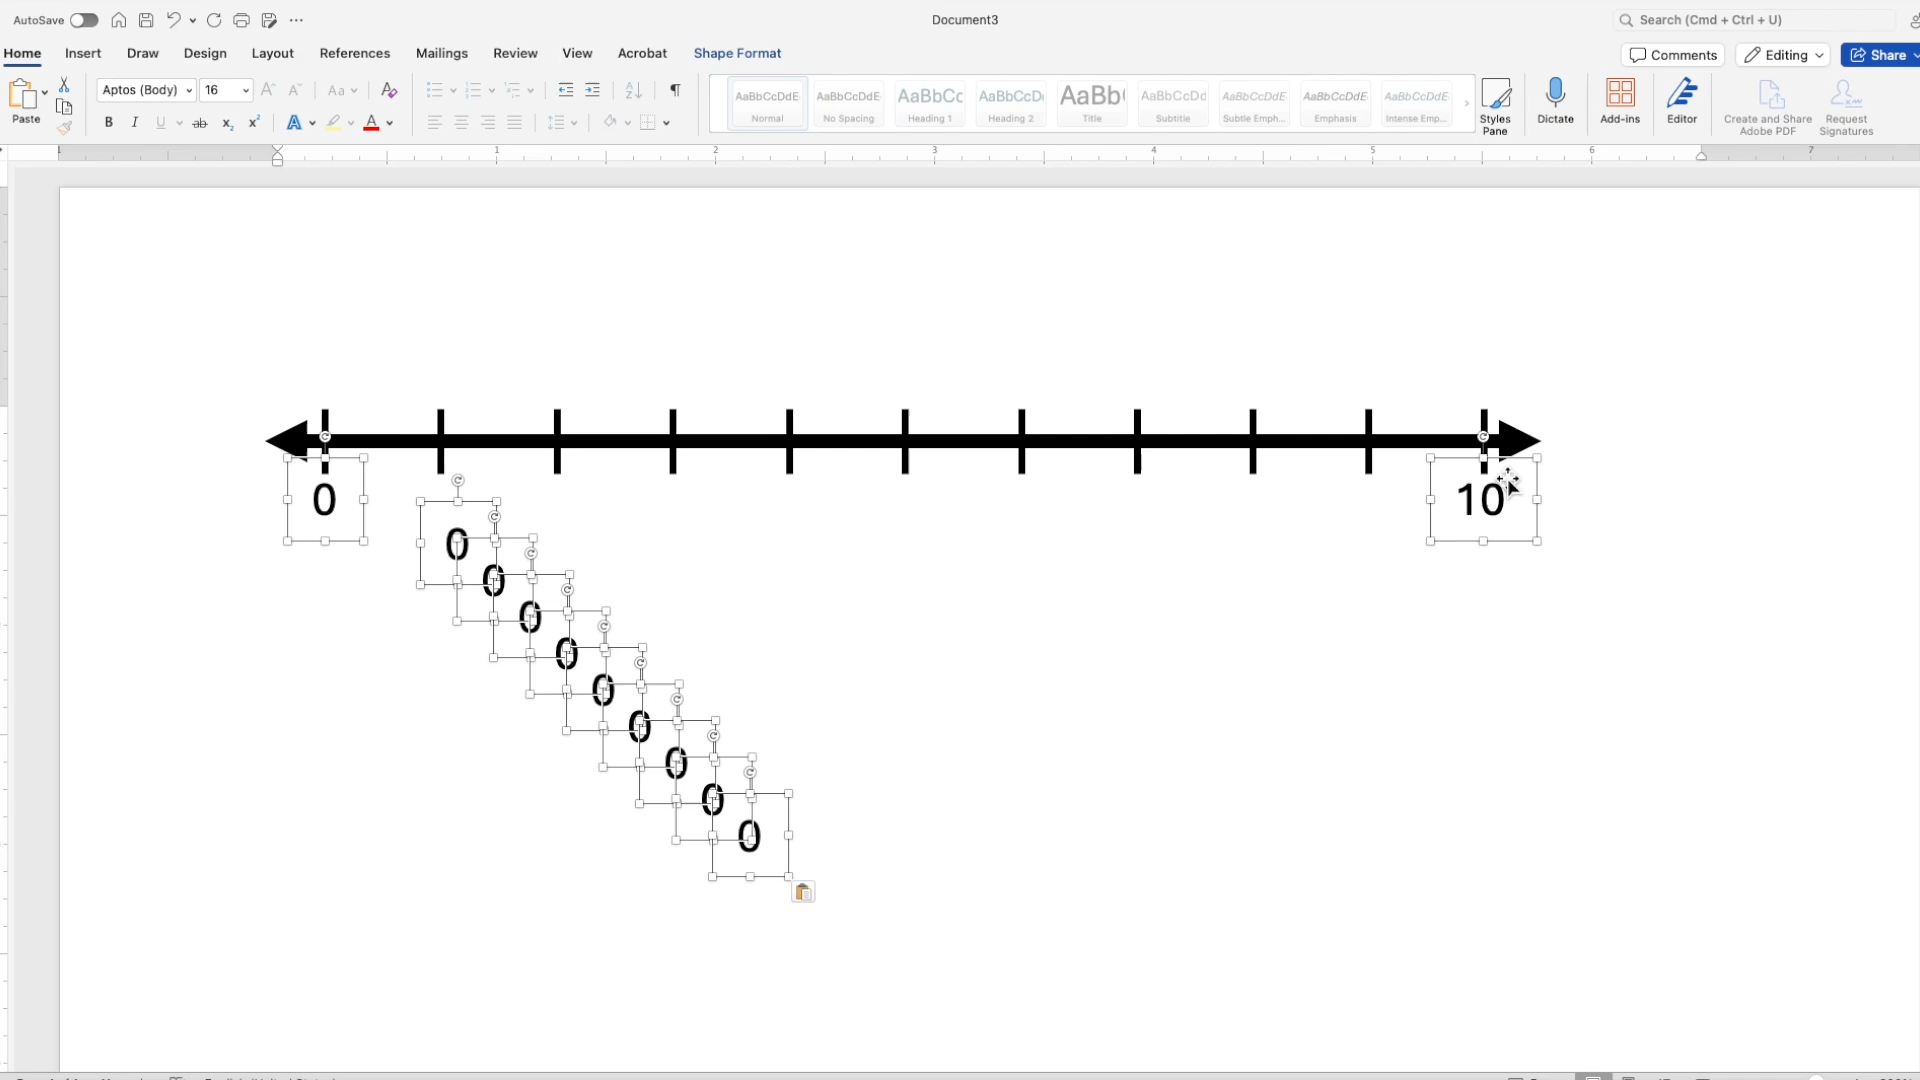 AutoSave
Document3
Search (Cmd + Ctrl + U)
Home Insert Draw Design Layout References Mailings Review View Acrobat Shape Format
Comments Editing Share
Paste
Aptos (Body) 16
AaBbCcDdE AaBbCcDdE AaBbCc AaBbCcD AaBb AaBbCcDd AaBbCcDdE AaBbCcDdE AaBbCcDdE
Normal No Spacing Heading 1 Heading 2 Title Subtitle Subtle Emph... Emphasis Intense Emp...
Styles Pane
Dictate
Add-ins
Editor
Create and Share Adobe PDF
Request Signatures
1 1 2 3 4 5 6 7
0 10
0
0
0
0
0
0
0
0
0